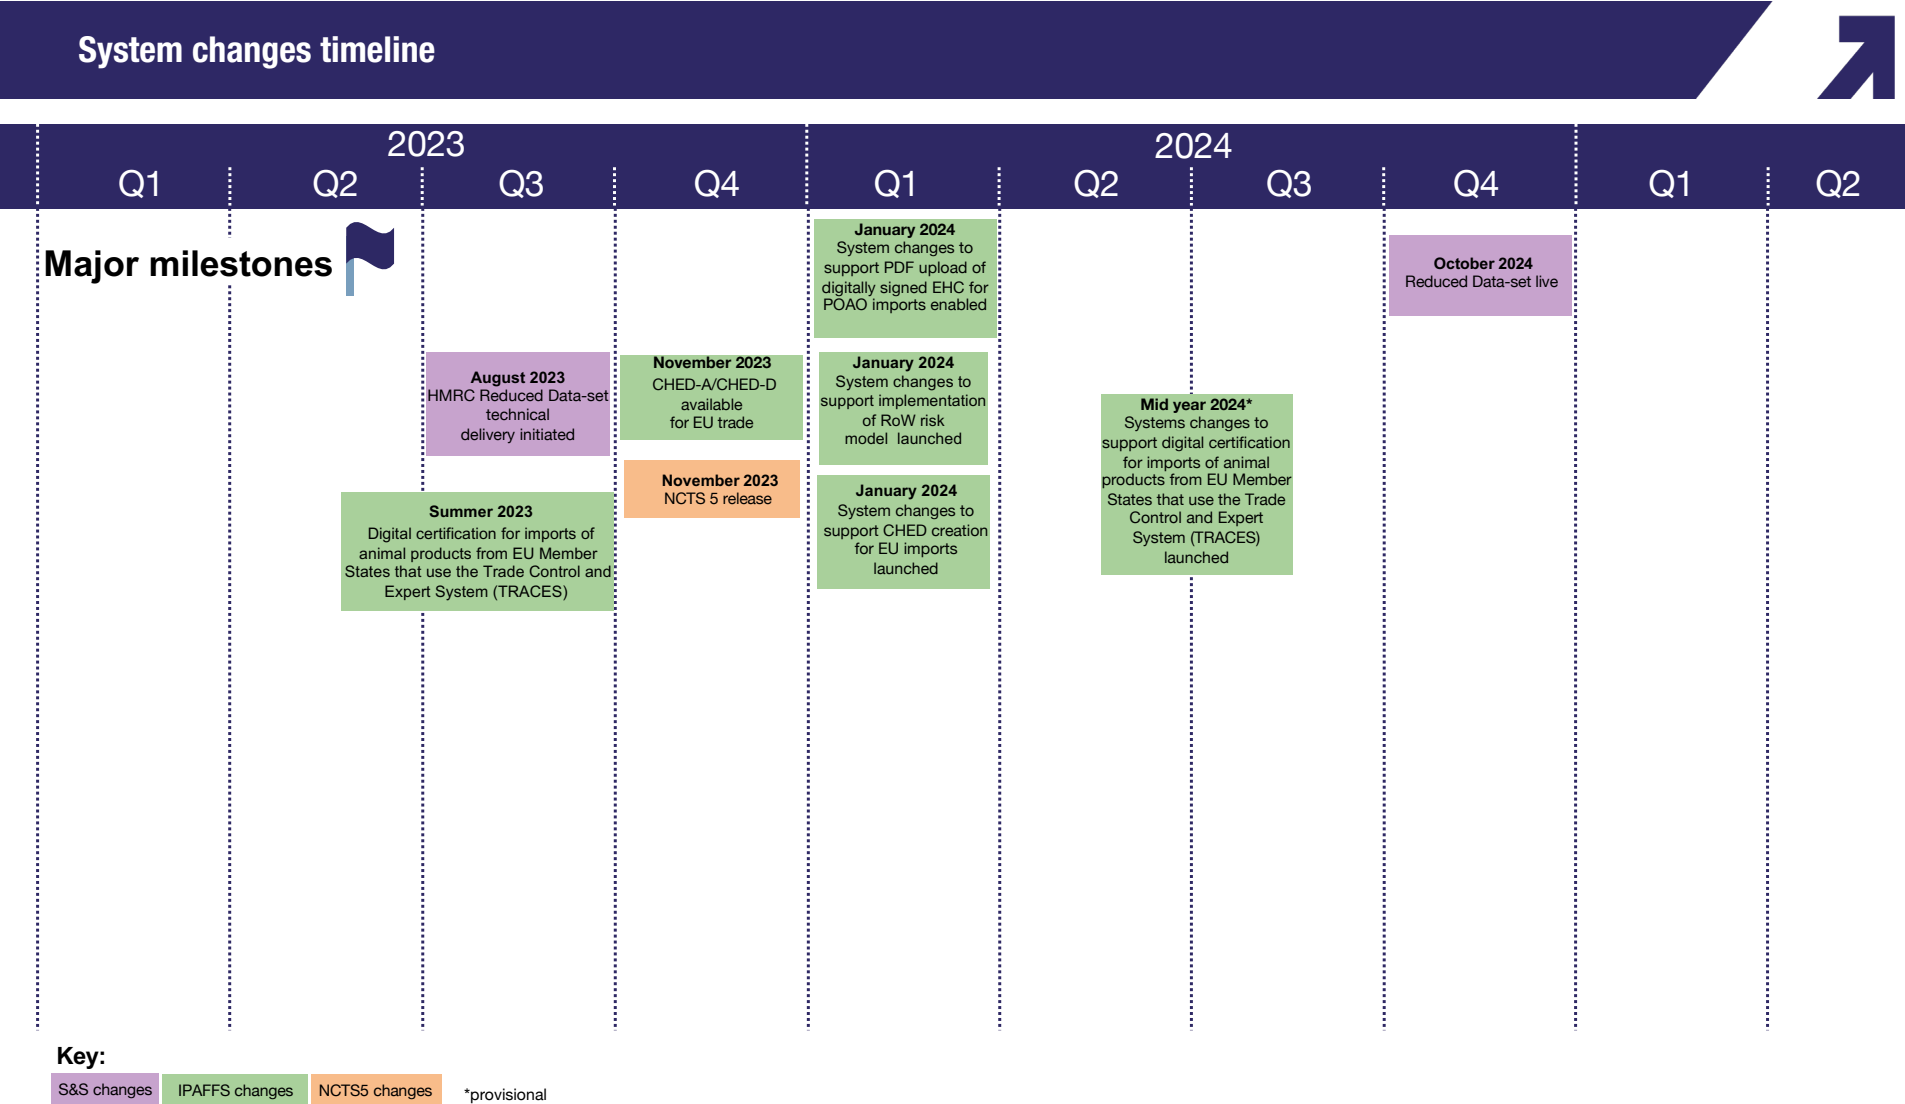 System changes timeline
2023
2024
Q1
Q2
Q3
Q4
Q1
Q2
Q3
Q4
Q1
Q2
Major milestones
January 2024
System changes to
support PDF upload of
digitally signed EHC for
POAO imports enabled
October 2024
Reduced Data-set live
August 2023
HMRC Reduced Data-set
technical
delivery initiated
November 2023
CHED-A/CHED-D
available
for EU trade
January 2024
System changes to
support implementation
of RoW risk
model launched
Mid year 2024*
Systems changes to
support digital certification
for imports of animal
products from EU Member
States that use the Trade
Control and Expert
System (TRACES)
launched
November 2023
NCTS 5 release
January 2024
System changes to
support CHED creation
for EU imports
launched
Summer 2023
Digital certification for imports of
animal products from EU Member
States that use the Trade Control and
Expert System (TRACES)
Key:
S&S changes
IPAFFS changes
NCTS5 changes
*provisional